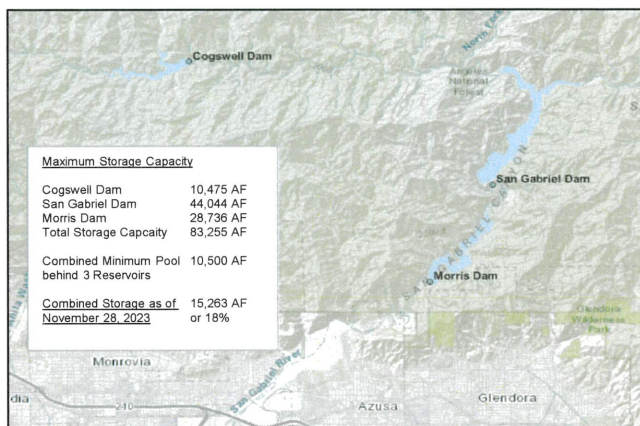 North Fork
Cogswell Dam
Angeles
National
Forest
Maximum Storage Capacity
Cogswell Dam 10,475 AF
San Gabriel Dam 44,044 AF
Morris Dam 28,736 AF
Total Storage Capcaity 83,255 AF
Combined Minimum Pool 10,500 AF
behind 3 Reservoirs
Combined Storage as of 15,263 AF
November 28, 2023 or 18%
San Gabriel Dam
SAN GABRIEL CANYON
Morris Dam
Glendora
Wilderness
Park
Monrovia
San Gabriel River
dia
210
Azusa
Glendora